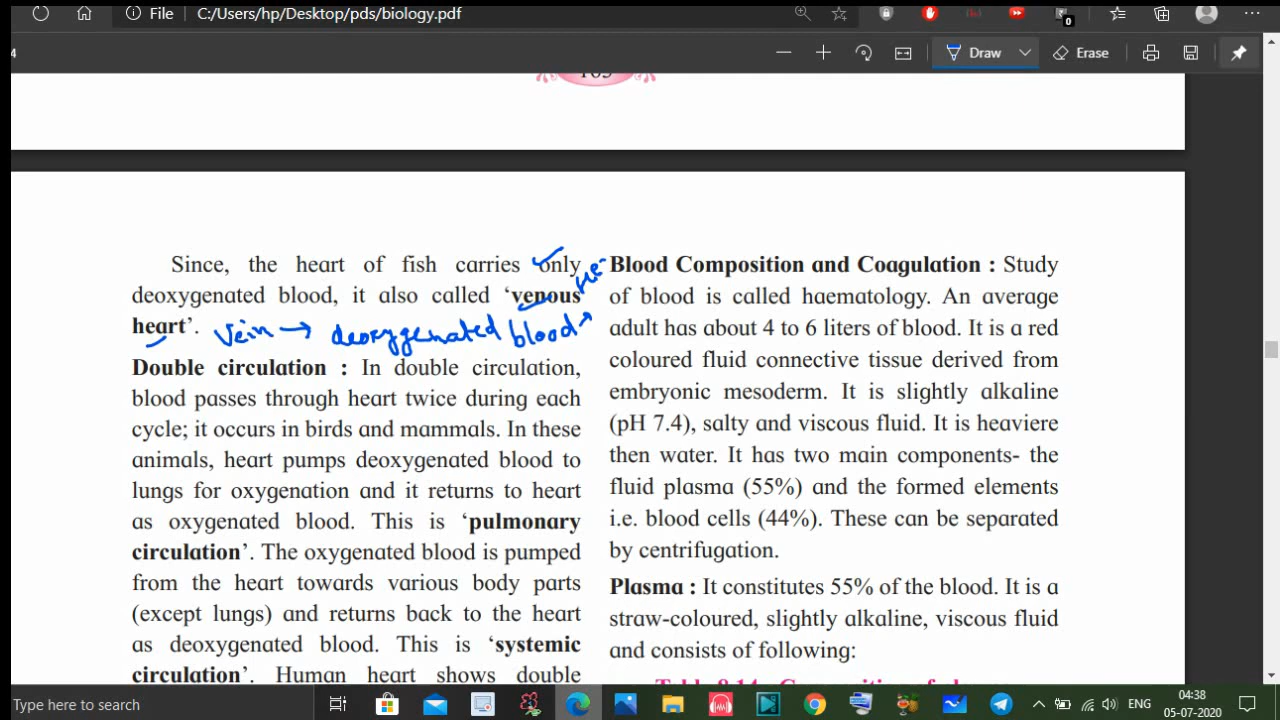 File C:/Users/hp/Desktop/pds/biology.pdf
4
Draw
Erase
Since, the heart of fish carries only
deoxygenated blood, it also called ‘venous
heart’.
vein → deoxygenated blood
Double circulation : In double circulation,
blood passes through heart twice during each
cycle; it occurs in birds and mammals. In these
animals, heart pumps deoxygenated blood to
lungs for oxygenation and it returns to heart
as oxygenated blood. This is ‘pulmonary
circulation’. The oxygenated blood is pumped
from the heart towards various body parts
(except lungs) and returns back to the heart
as deoxygenated blood. This is ‘systemic
circulation’. Human heart shows double
Blood Composition and Coagulation : Study
of blood is called haematology. An average
adult has about 4 to 6 liters of blood. It is a red
coloured fluid connective tissue derived from
embryonic mesoderm. It is slightly alkaline
(pH 7.4), salty and viscous fluid. It is heaviere
then water. It has two main components- the
fluid plasma (55%) and the formed elements
i.e. blood cells (44%). These can be separated
by centrifugation.
Plasma : It constitutes 55% of the blood. It is a
straw-coloured, slightly alkaline, viscous fluid
and consists of following:
Type here to search
ENG
04:38
05-07-2020